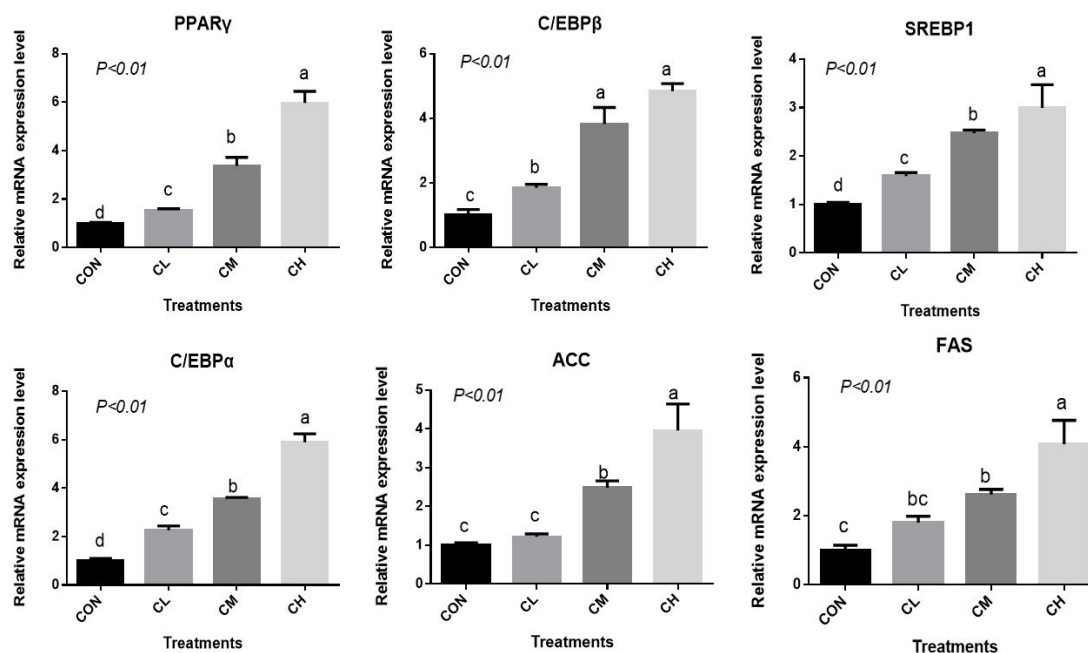 PPARγ
Relative mRNA expression level
P<0.01
8
6
4
2
0
d
c
b
a
CON
CL
CM
CH
Treatments
C/EBPβ
Relative mRNA expression level
P<0.01
6
4
2
0
c
b
a
a
CON
CL
CM
CH
Treatments
SREBP1
Relative mRNA expression level
P<0.01
4
3
2
1
0
d
c
b
a
CON
CL
CM
CH
Treatments
C/EBPα
Relative mRNA expression level
P<0.01
8
6
4
2
0
d
c
b
a
CON
CL
CM
CH
Treatments
ACC
Relative mRNA expression level
P<0.01
5
4
3
2
1
0
c
c
b
a
CON
CL
CM
CH
Treatments
FAS
Relative mRNA expression level
P<0.01
6
4
2
0
c
bc
b
a
CON
CL
CM
CH
Treatments